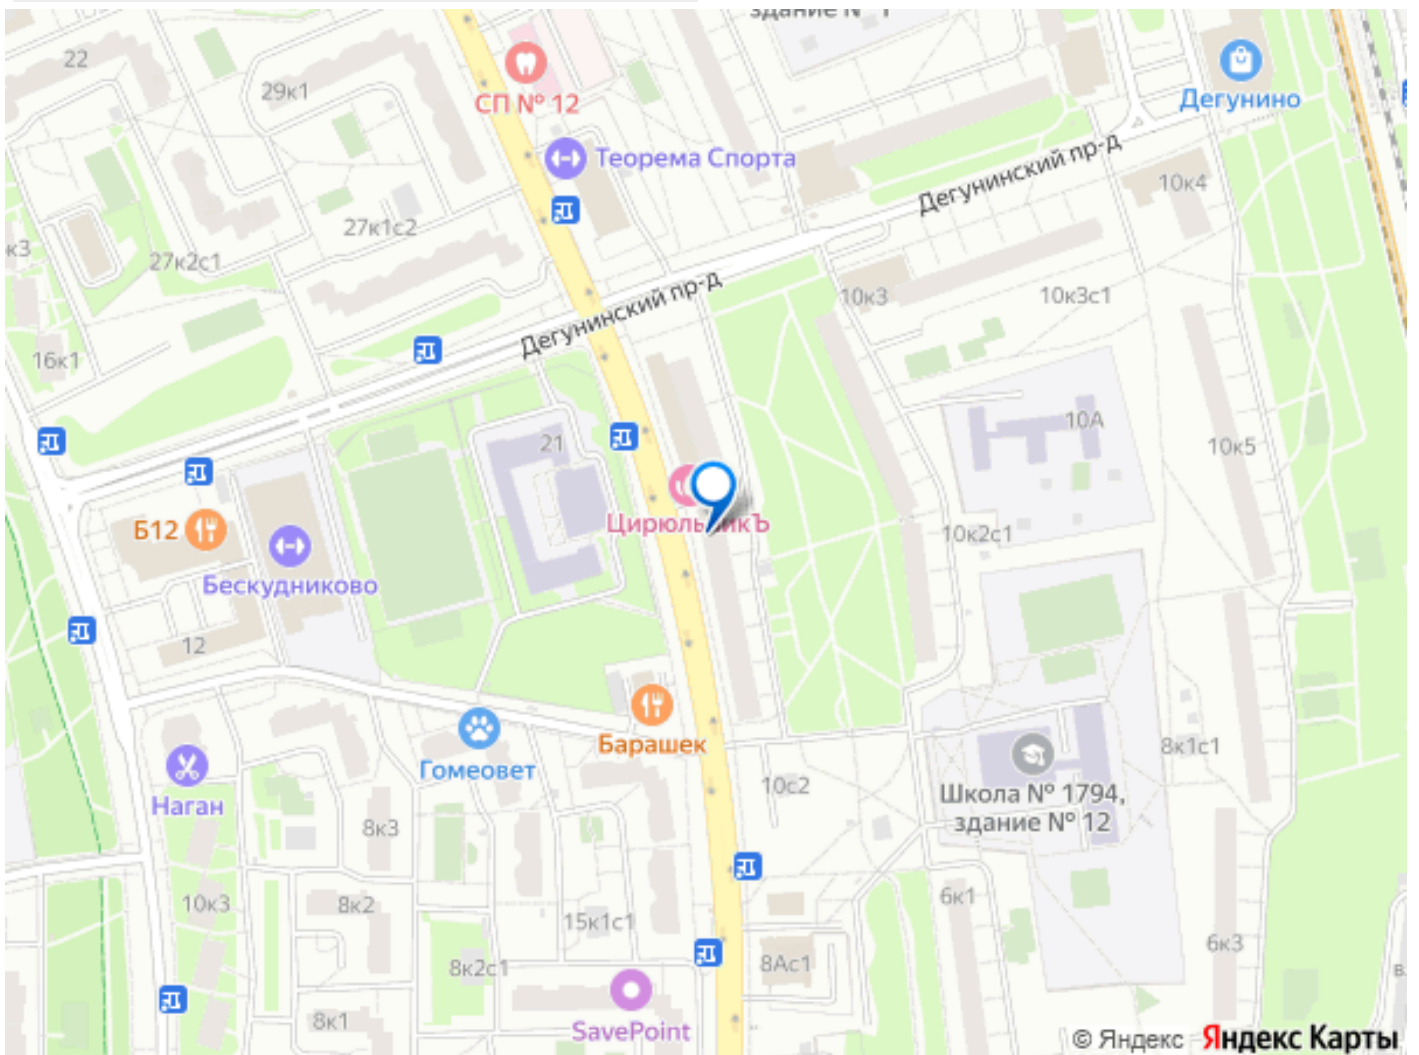 здание № 1
22
29к1
СП № 12
Дегунино
Теорема Спорта
Дегунинский пр-д
10к4
к3
27к2с1
27к1с2
10к3
10к3с1
Дегунинский пр-д
16к1
21
10А
10к5
Б12
ЦирюльникЪ
10к2с1
Бескудниково
12
Барашек
8к1с1
Гомеовет
Наган
10с2
Школа № 1794,
здание № 12
8к3
10к3
8к2
15к1с1
6к1
6к3
8к2с1
8Ас1
в.
8к1
SavePoint
© Яндекс Яндекс Карты